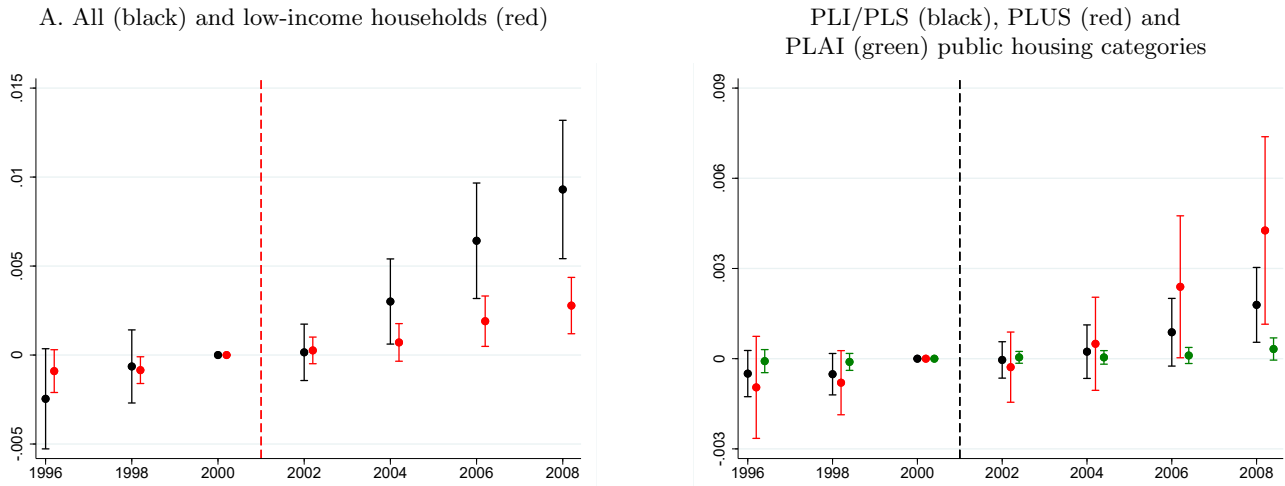 A. All (black) and low-income households (red)
.015
.01
.005
0
-.005
1996 1998 2000 2002 2004 2006 2008
PLI/PLS (black), PLUS (red) and
PLAI (green) public housing categories
.009
.006
.003
0
-.003
1996 1998 2000 2002 2004 2006 2008